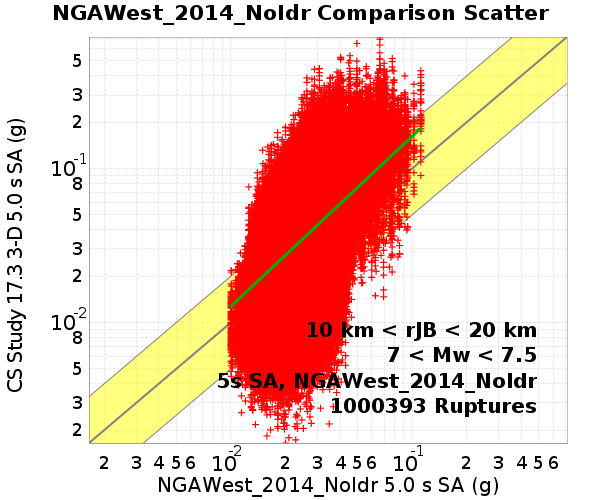 NGAWest_2014_NoIdr Comparison Scatter
CS Study 17.3 3-D 5.0 s SA (g)
5
3
2
10^-1
8
5
3
2
10^-2
8
5
3
2
10 km < rJB < 20 km
7 < Mw < 7.5
5s SA, NGAWest_2014_NoIdr
1000393 Ruptures
2 3 4 5 6 10^-2 2 3 4 5 6 10^-1 2 3 4 5 6
NGAWest_2014_NoIdr 5.0 s SA (g)